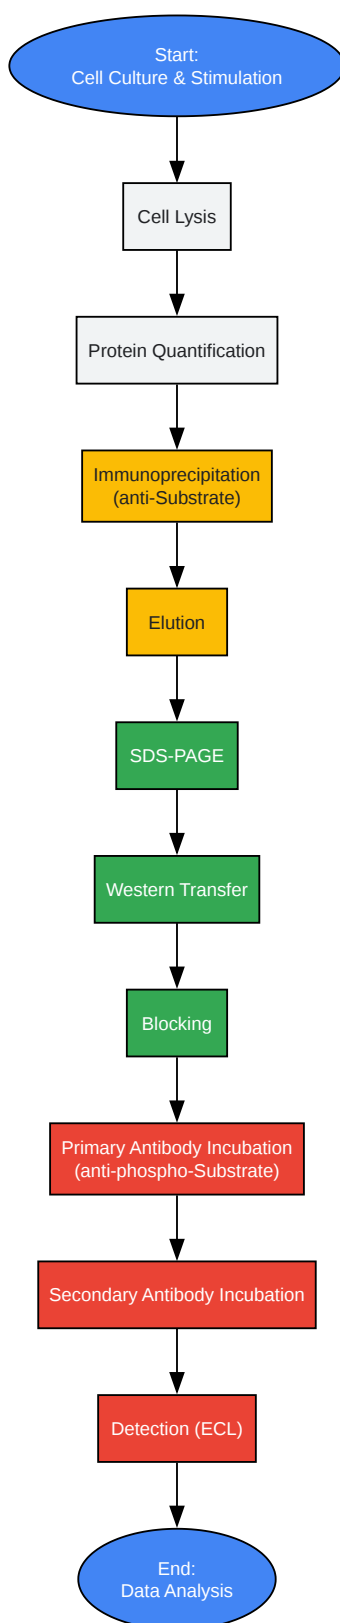 Start:
Cell Culture & Stimulation
Cell Lysis
Protein Quantification
Immunoprecipitation
(anti-Substrate)
Elution
SDS-PAGE
Western Transfer
Blocking
Primary Antibody Incubation
(anti-phospho-Substrate)
Secondary Antibody Incubation
Detection (ECL)
End:
Data Analysis